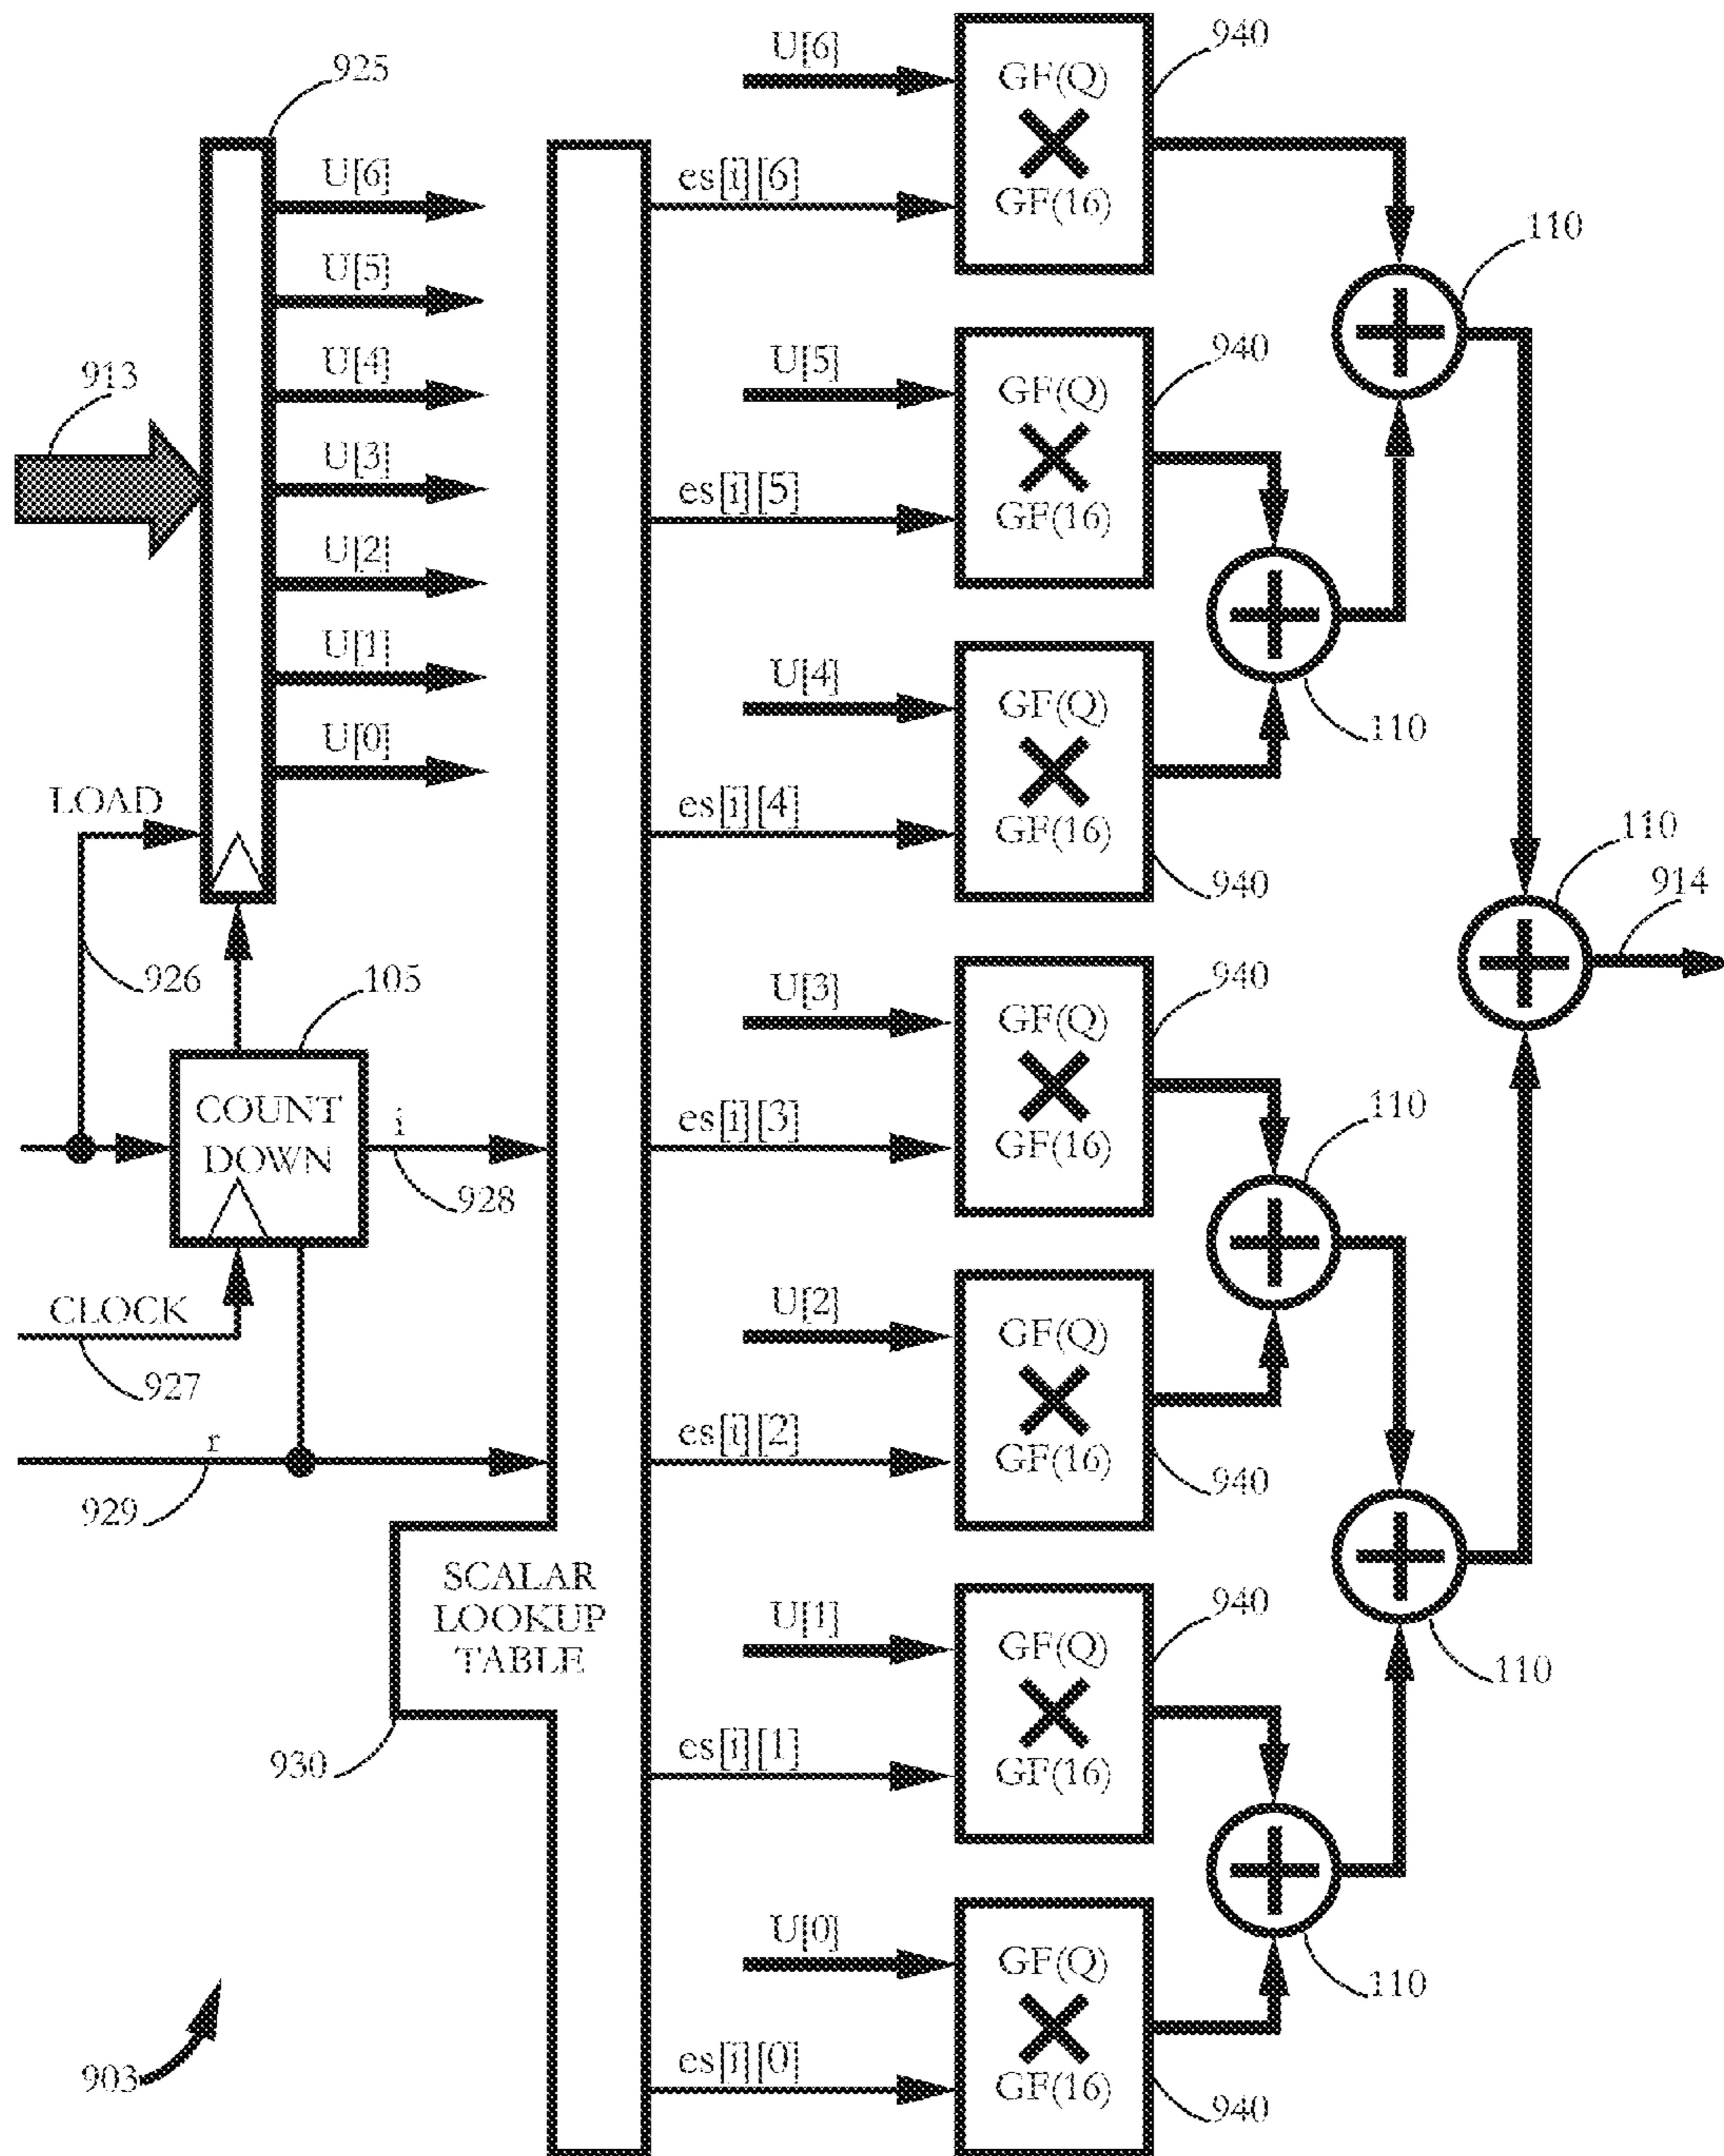 940
U[6]
GF(Q)
925
U[6]
es[i][6]
GF(16)
110
U[5]
940
913
U[4]
U[5]
GF(Q)
U[3]
es[i][5]
GF(16)
U[2]
U[1]
U[4]
GF(Q)
110
U[0]
LOAD
es[i][4]
GF(16)
110
940
914
926
105
U[3]
940
GF(Q)
COUNT
DOWN
i
es[i][3]
GF(16)
110
928
CLOCK
U[2]
GF(Q)
927
r
es[i][2]
GF(16)
940
929
SCALAR
LOOKUP
TABLE
U[1]
940
GF(Q)
110
930
es[i][1]
GF(16)
U[0]
GF(Q)
110
903
es[i][0]
GF(16)
940